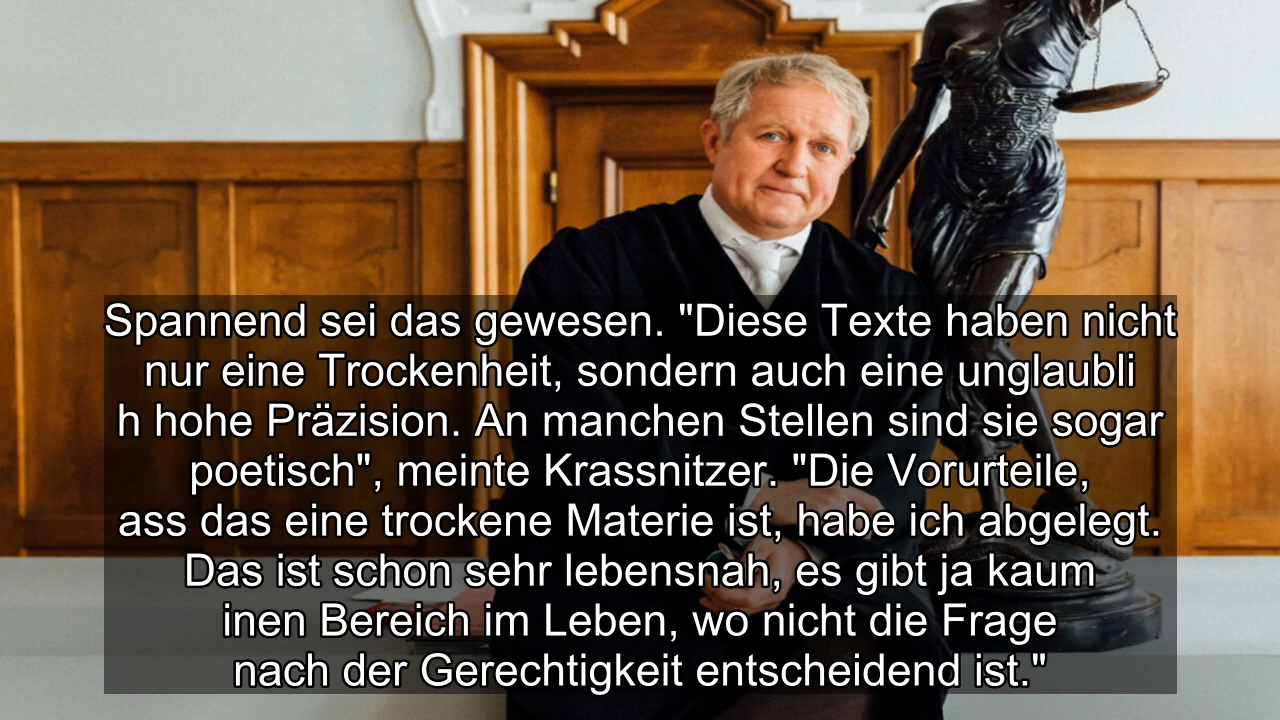 Spannend sei das gewesen. "Diese Texte haben nicht
nur eine Trockenheit, sondern auch eine unglaubli
h hohe Präzision. An manchen Stellen sind sie sogar
poetisch", meinte Krassnitzer. "Die Vorurteile,
ass das eine trockene Materie ist, habe ich abgelegt.
Das ist schon sehr lebensnah, es gibt ja kaum
inen Bereich im Leben, wo nicht die Frage
nach der Gerechtigkeit entscheidend ist."